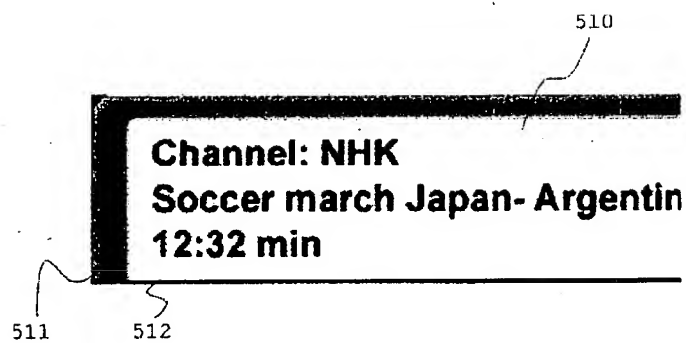 510
Channel: NHK
Soccer march Japan- Argentin
12:32 min
511 512